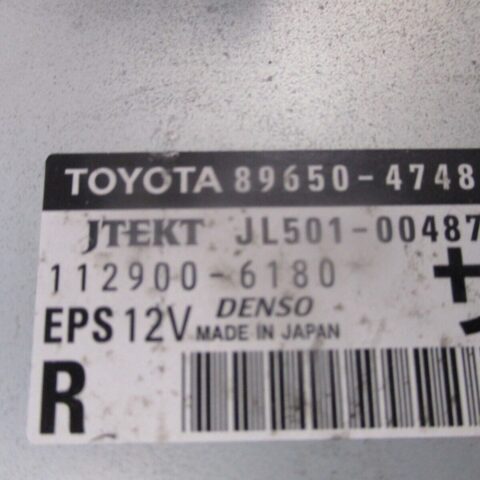 TOYOTA 89650-4748
JTEKT JL501-00487
112900-6180
EPS 12V DENSO MADE IN JAPAN
R